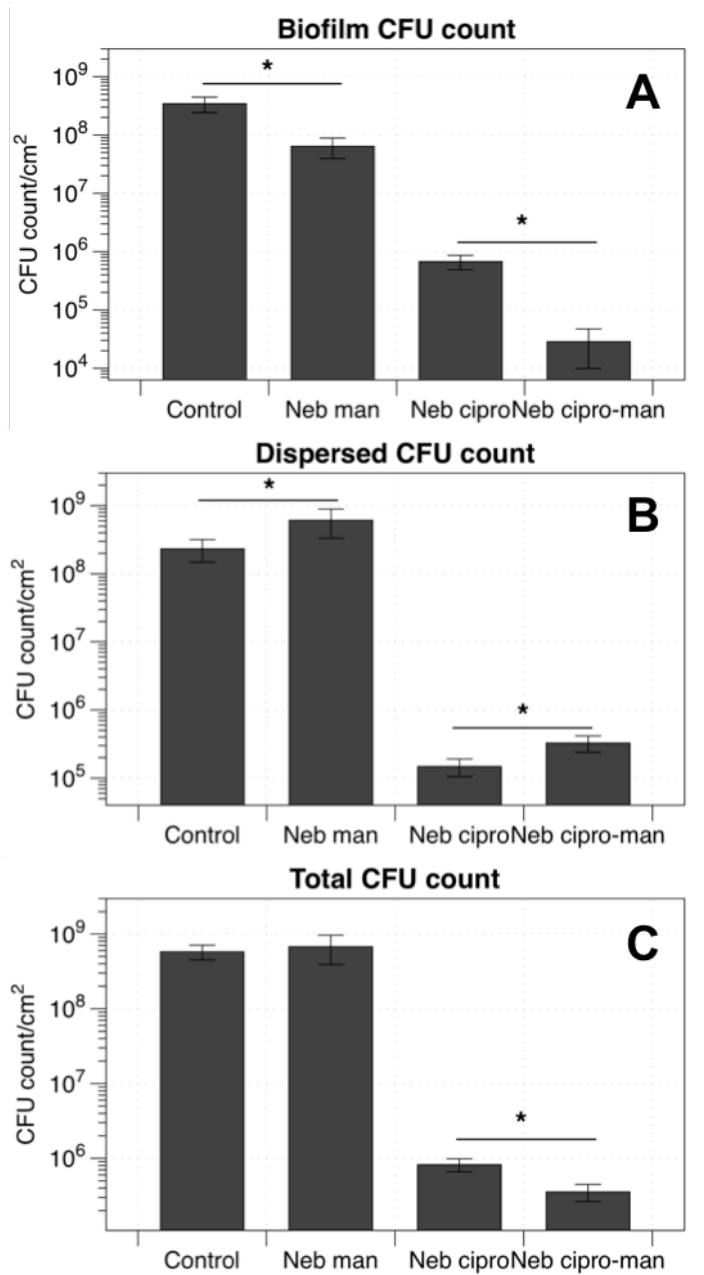 Biofilm CFU count
A
*
*
CFU count/cm²
10⁹
10⁸
10⁷
10⁶
10⁵
10⁴
Control Neb man Neb cipro Neb cipro-man
Dispersed CFU count
B
*
*
CFU count/cm²
10⁹
10⁸
10⁷
10⁶
10⁵
Control Neb man Neb cipro Neb cipro-man
Total CFU count
C
*
CFU count/cm²
10⁹
10⁸
10⁷
10⁶
Control Neb man Neb cipro Neb cipro-man